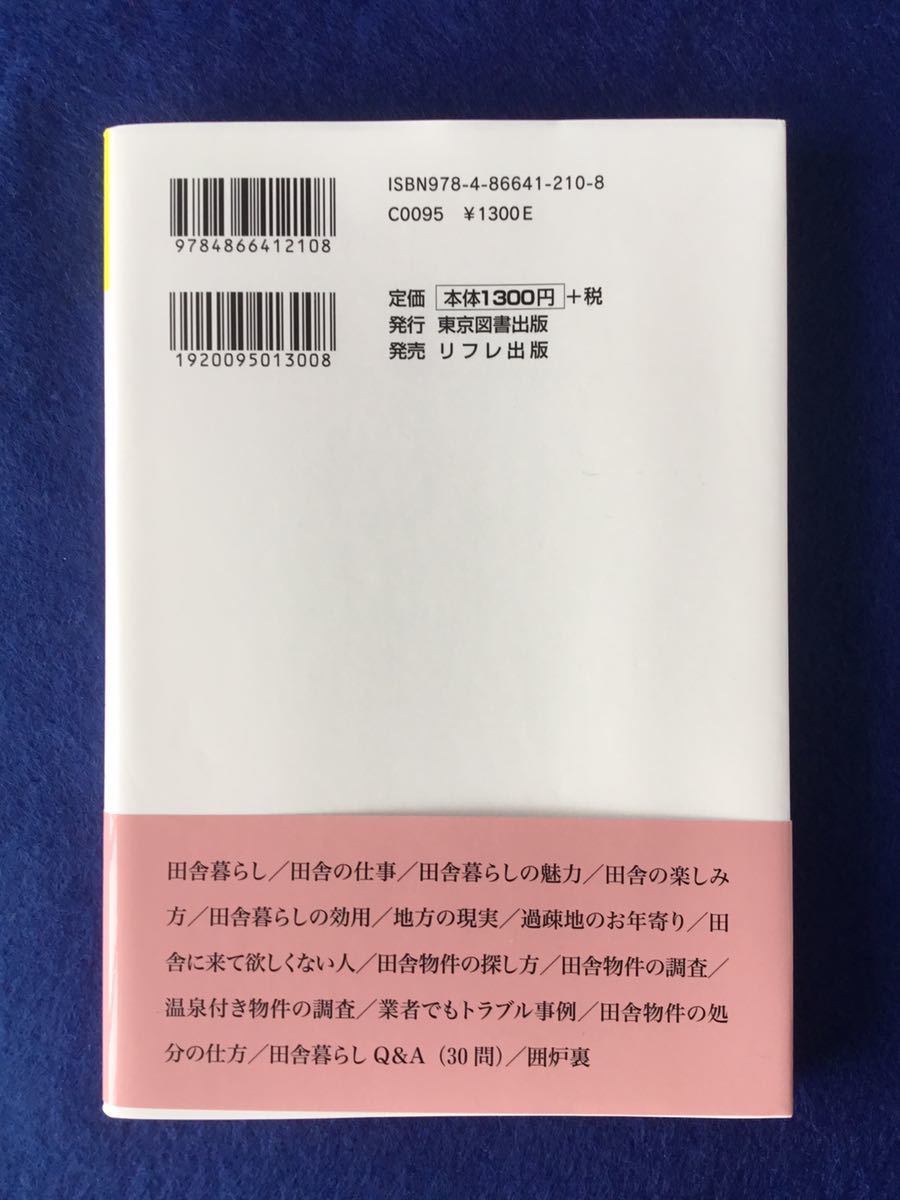 ISBN978-4-86641-210-8
C0095 ¥1300E
9784866412108
定価 本体1300円 +税
発行 東京図書出版
発売 リフレ出版
1920095013008
田舎暮らし／田舎の仕事／田舎暮らしの魅力／田舎の楽しみ
方／田舎暮らしの効用／地方の現実／過疎地のお年寄り／田
舎に来て欲しくない人／田舎物件の探し方／田舎物件の調査／
温泉付き物件の調査／業者でもトラブル事例／田舎物件の処
分の仕方／田舎暮らしQ&A（30問）／囲炉裏